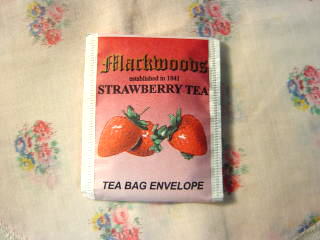 Mackwoods
established in 1841
STRAWBERRY TEA
TEA BAG ENVELOPE